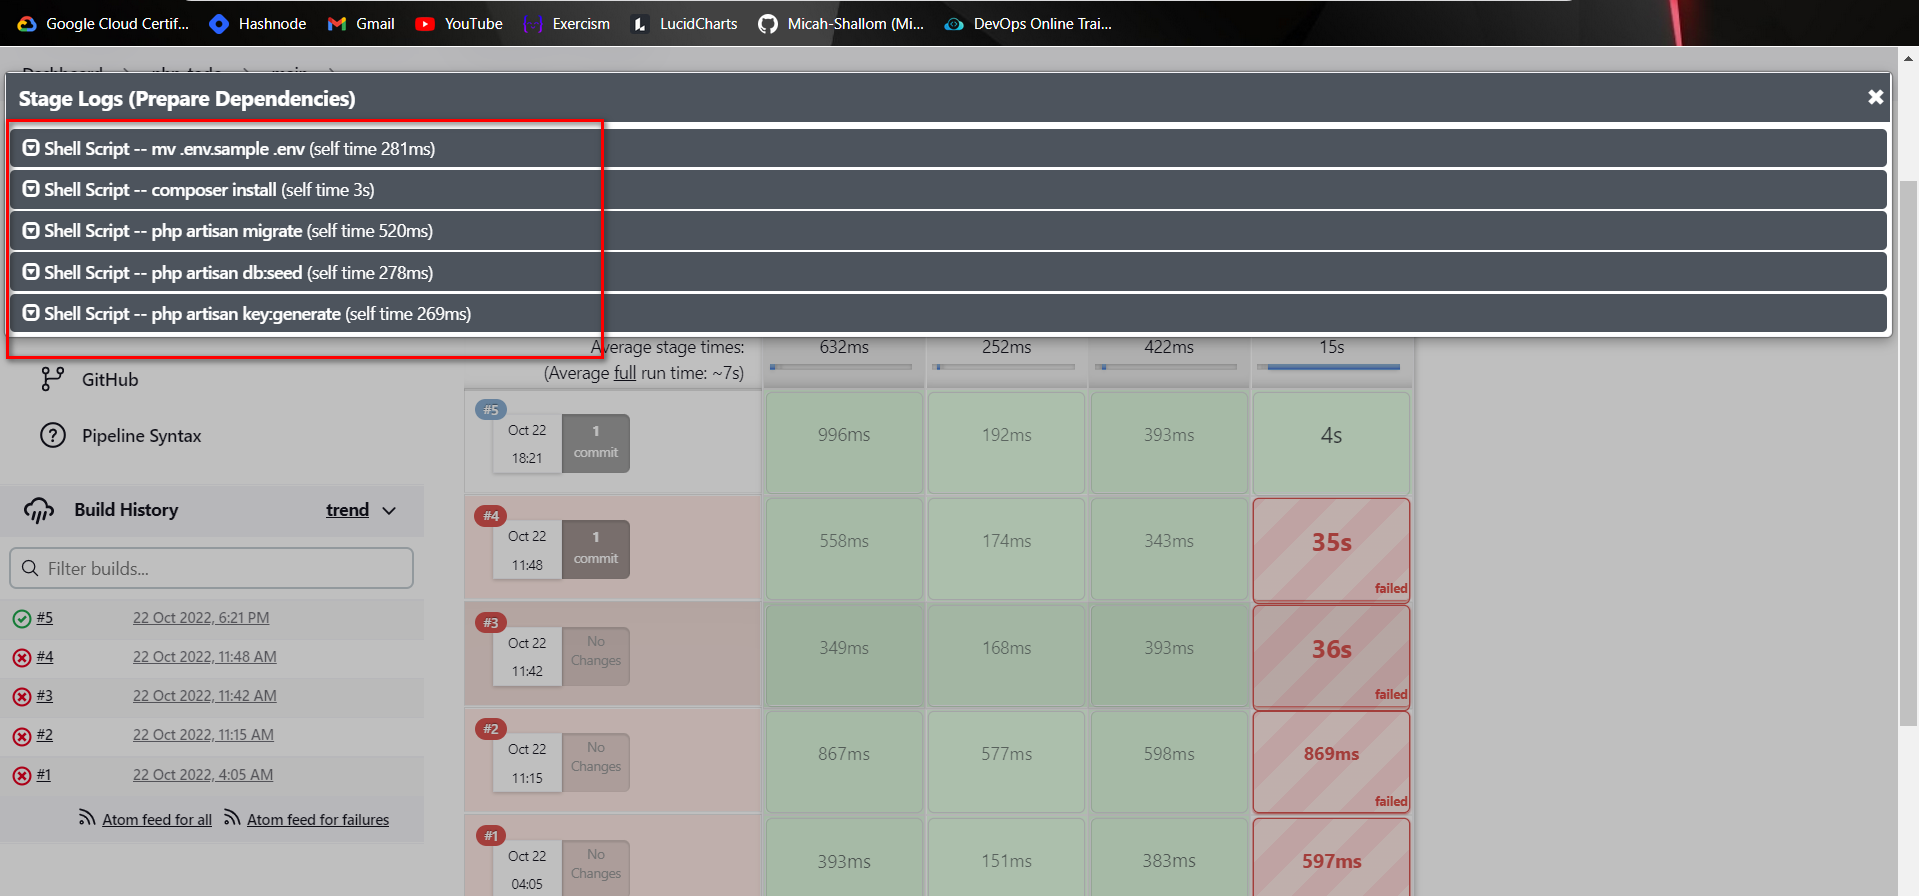 Google Cloud Certif... Hashnode Gmail YouTube Exercism LucidCharts Micah-Shallom (Mi... DevOps Online Trai...
Dashboard php-todo main
Stage Logs (Prepare Dependencies)
Shell Script -- mv .env.sample .env (self time 281ms)
Shell Script -- composer install (self time 3s)
Shell Script -- php artisan migrate (self time 520ms)
Shell Script -- php artisan db:seed (self time 278ms)
Shell Script -- php artisan key:generate (self time 269ms)
GitHub
Pipeline Syntax
Build History trend
Filter builds...
#5 22 Oct 2022, 6:21 PM
#4 22 Oct 2022, 11:48 AM
#3 22 Oct 2022, 11:42 AM
#2 22 Oct 2022, 11:15 AM
#1 22 Oct 2022, 4:05 AM
Atom feed for all Atom feed for failures
Average stage times: 632ms 252ms 422ms 15s
(Average full run time: ~7s)
#5
Oct 22 1
18:21 commit
996ms 192ms 393ms 4s
#4
Oct 22 1
11:48 commit
558ms 174ms 343ms 35s
failed
#3
Oct 22 No
11:42 Changes
349ms 168ms 393ms 36s
failed
#2
Oct 22 No
11:15 Changes
867ms 577ms 598ms 869ms
failed
#1
Oct 22 No
04:05 Changes
393ms 151ms 383ms 597ms